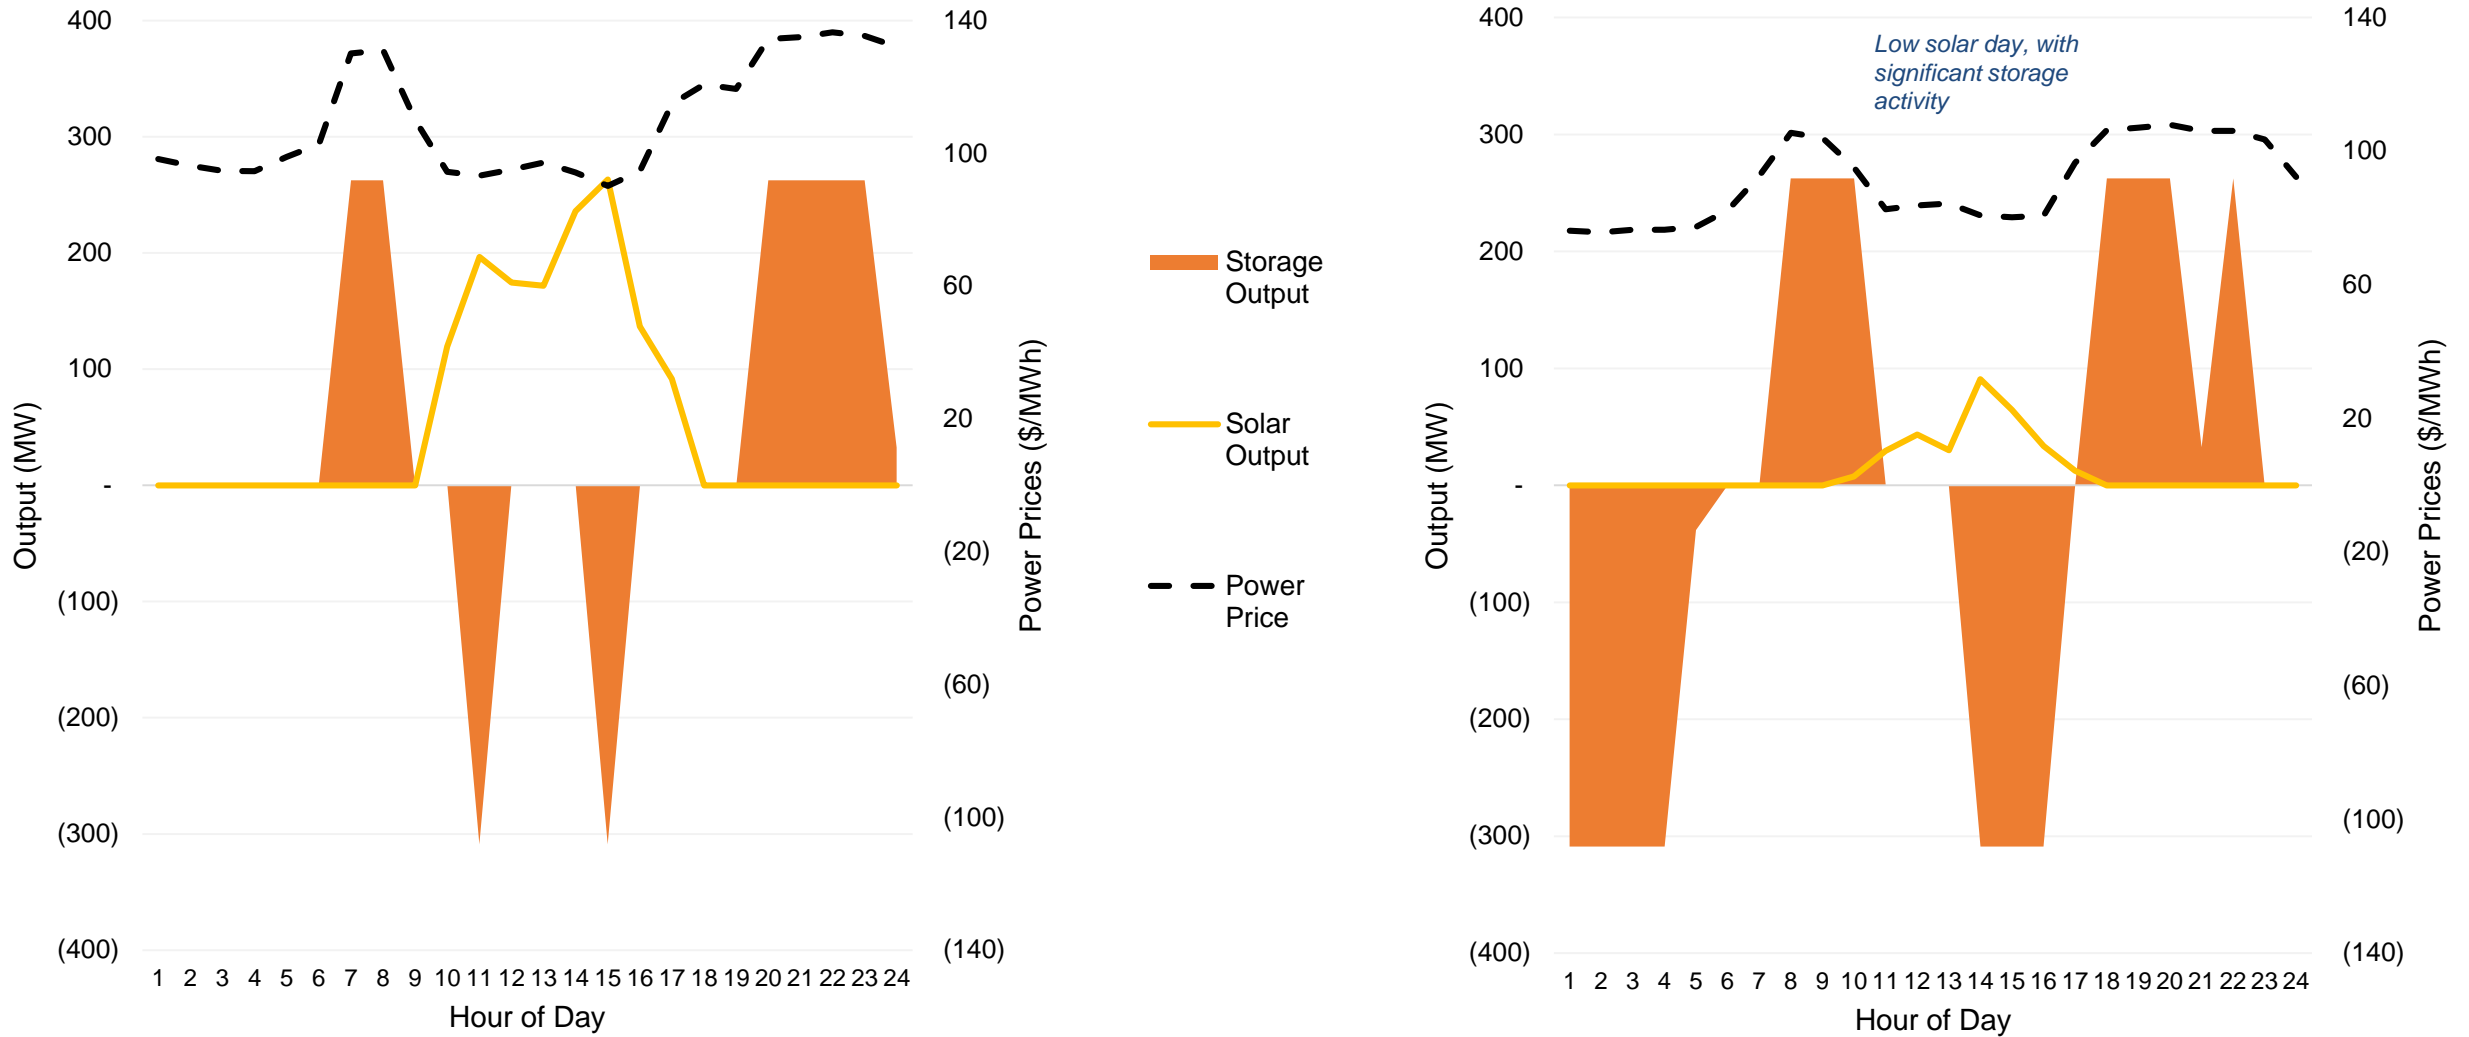 400
300
200
100
-
(100)
(200)
(300)
(400)
Output (MW)
140
100
60
20
(20)
(60)
(100)
(140)
Power Prices ($/MWh)
1 2 3 4 5 6 7 8 9 10 11 12 13 14 15 16 17 18 19 20 21 22 23 24
Hour of Day
Storage
Output
Solar
Output
Power
Price
400
300
200
100
-
(100)
(200)
(300)
(400)
Output (MW)
Low solar day, with
significant storage
activity
140
100
60
20
(20)
(60)
(100)
(140)
Power Prices ($/MWh)
1 2 3 4 5 6 7 8 9 10 11 12 13 14 15 16 17 18 19 20 21 22 23 24
Hour of Day